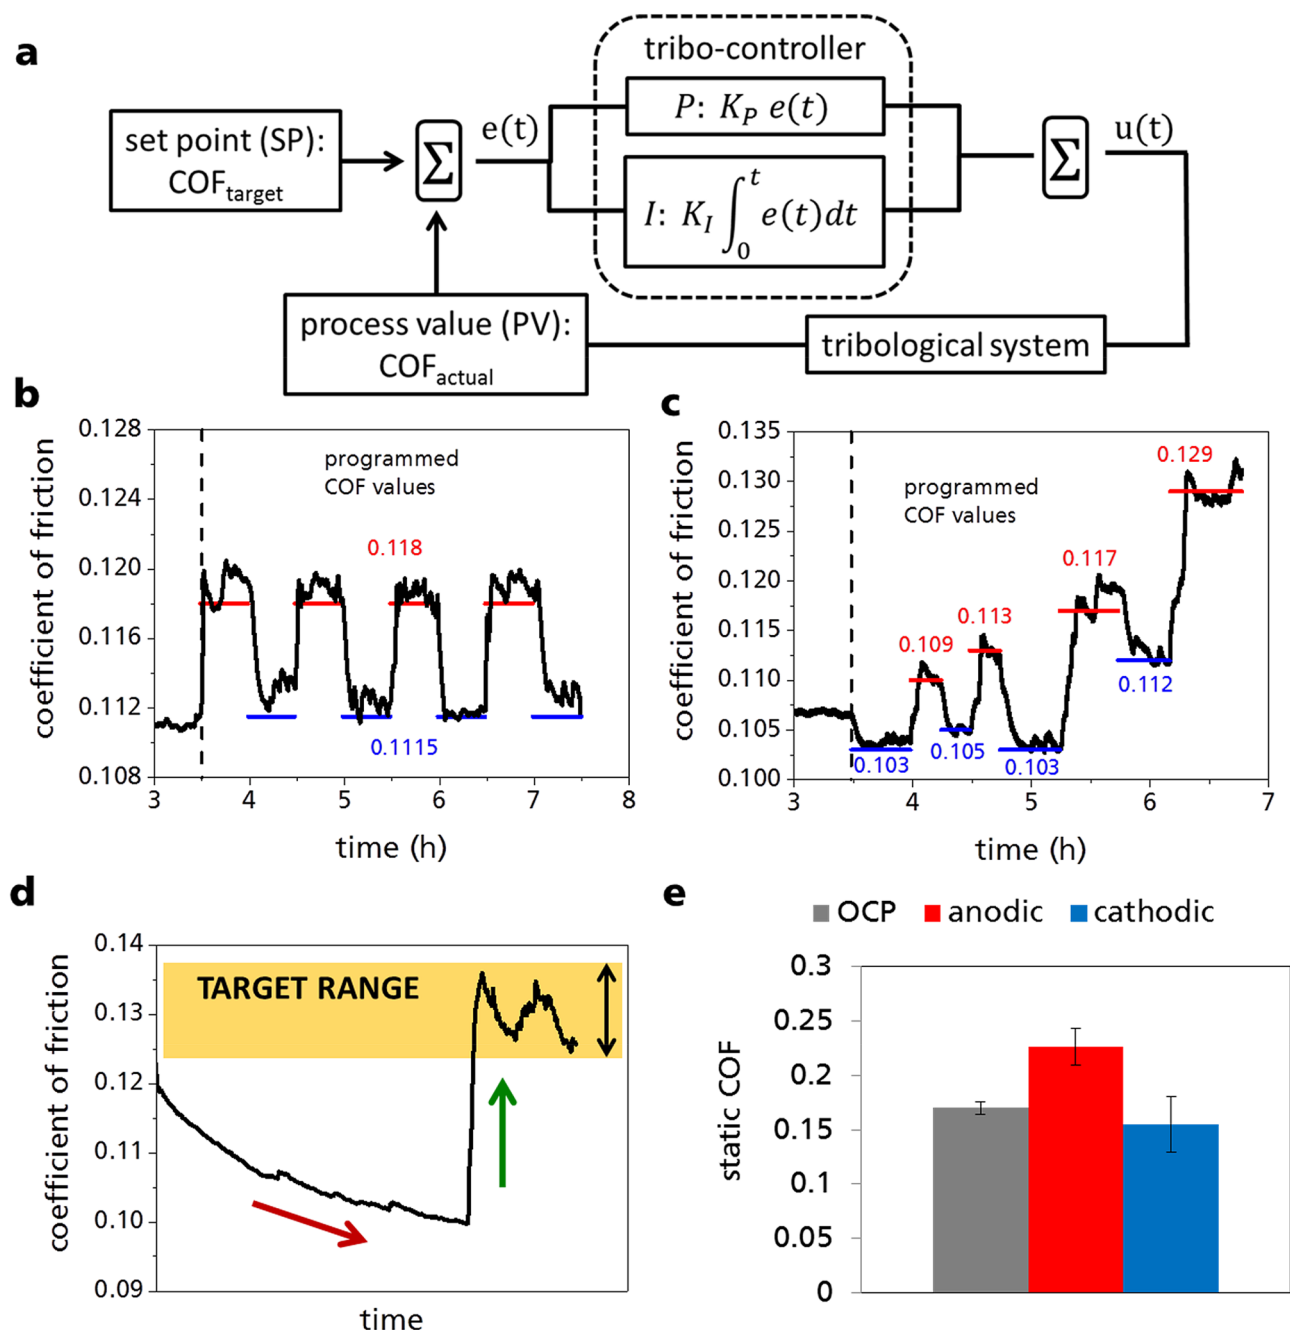 a
tribo-controller
set point (SP):
COFtarget
Σ
e(t)
P: KP e(t)
I: KI ∫0t e(t)dt
Σ
u(t)
process value (PV):
COFactual
tribological system
b
coefficient of friction
0.128
0.124
0.120
0.116
0.112
0.108
programmed
COF values
0.118
0.1115
3 4 5 6 7 8
time (h)
c
coefficient of friction
0.135
0.130
0.125
0.120
0.115
0.110
0.105
0.100
programmed
COF values
0.129
0.117
0.113
0.109
0.112
0.105
0.103
0.103
3 4 5 6 7
time (h)
d
coefficient of friction
0.14
0.13
0.12
0.11
0.10
0.09
TARGET RANGE
time
e
OCP anodic cathodic
static COF
0.3
0.25
0.2
0.15
0.1
0.05
0